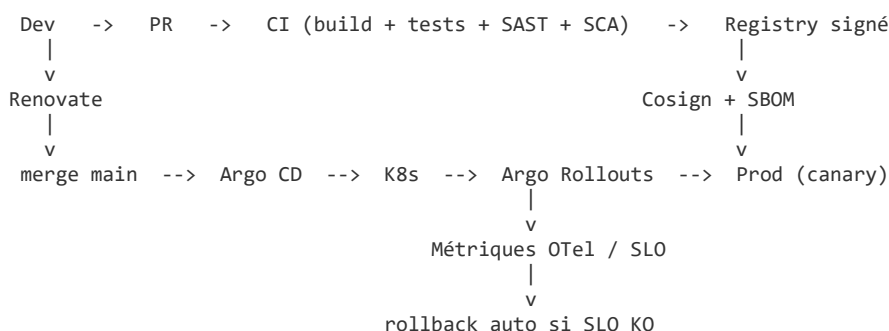 Dev -> PR -> CI (build + tests + SAST + SCA) -> Registry signé
| |
v v
Renovate Cosign + SBOM
| |
v v
merge main --> Argo CD --> K8s --> Argo Rollouts --> Prod (canary)
|
v
Métriques OTel / SLO
|
v
rollback auto si SLO KO